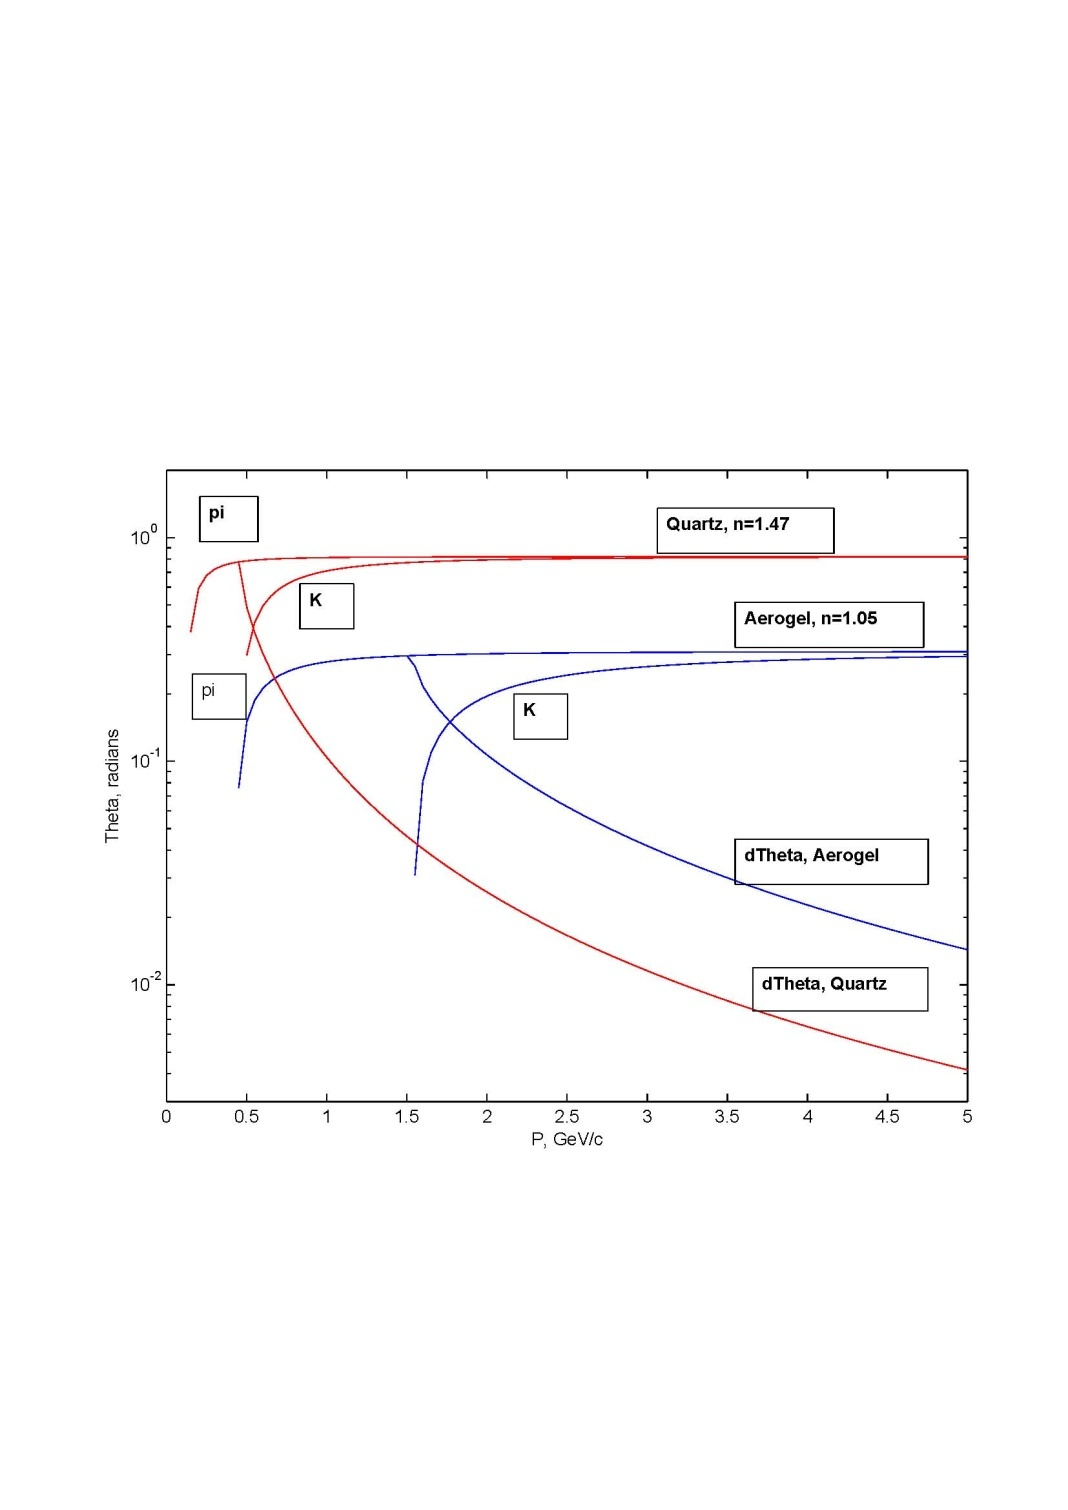 pi
Quartz, n=1.47
10^0
K
Aerogel, n=1.05
pi
K
10^-1
Theta, radians
dTheta, Aerogel
dTheta, Quartz
10^-2
0 0.5 1 1.5 2 2.5 3 3.5 4 4.5 5
P, GeV/c